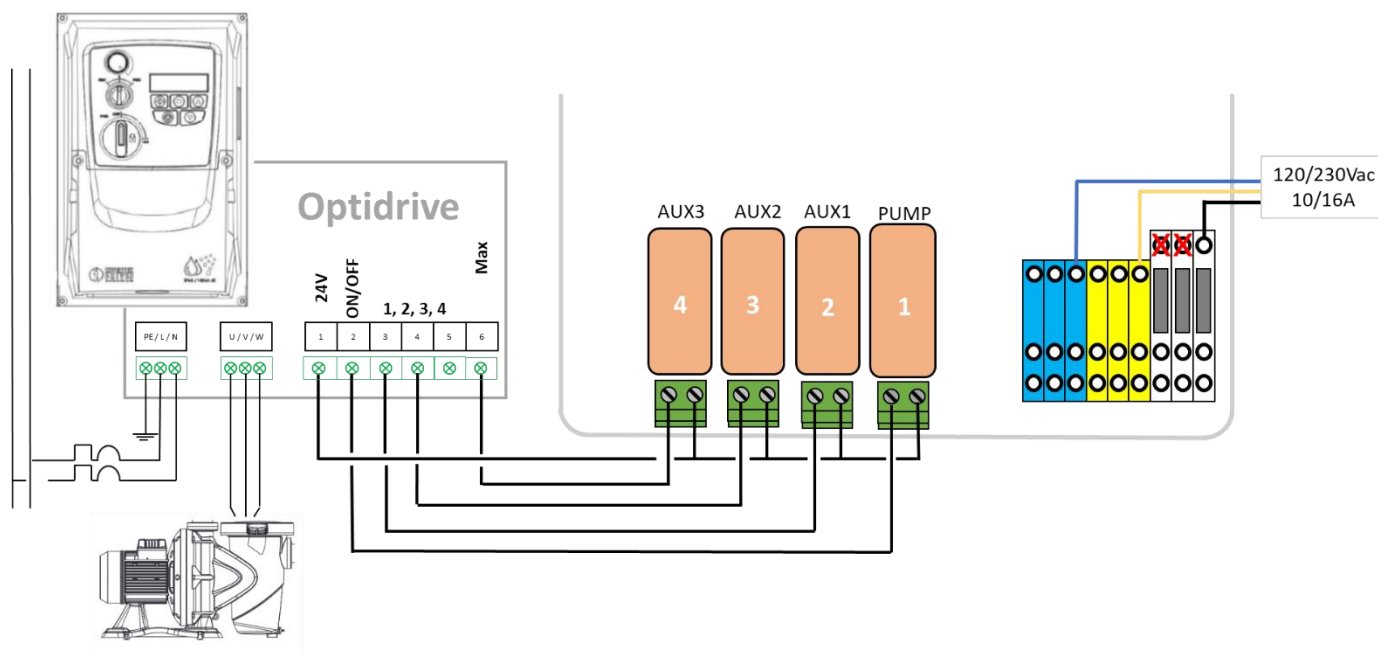 Optidrive
24V
ON/OFF
1, 2, 3, 4
Max
PE / L / N
U / V / W
1 2 3 4 5 6
AUX3 AUX2 AUX1 PUMP
4 3 2 1
120/230Vac
10/16A